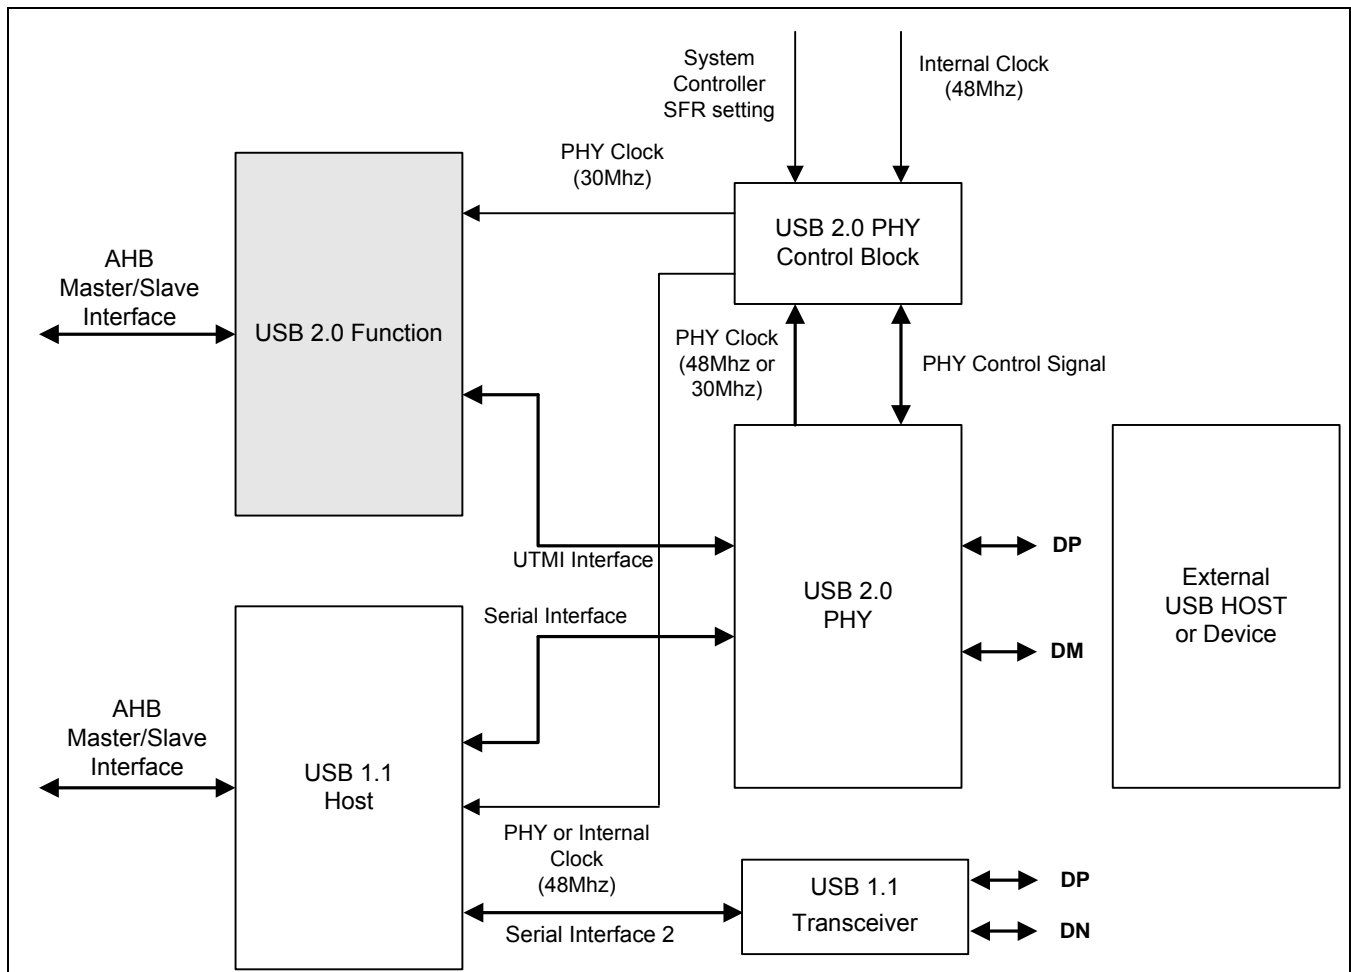 System
Controller
SFR setting
Internal Clock
(48Mhz)
PHY Clock
(30Mhz)
USB 2.0 PHY
Control Block
AHB
Master/Slave
Interface
USB 2.0 Function
PHY Clock
(48Mhz or
30Mhz)
PHY Control Signal
UTMI Interface
DP
External
USB HOST
or Device
USB 2.0
PHY
Serial Interface
DM
AHB
Master/Slave
Interface
USB 1.1
Host
PHY or Internal
Clock
(48Mhz)
USB 1.1
Transceiver
DP
DN
Serial Interface 2